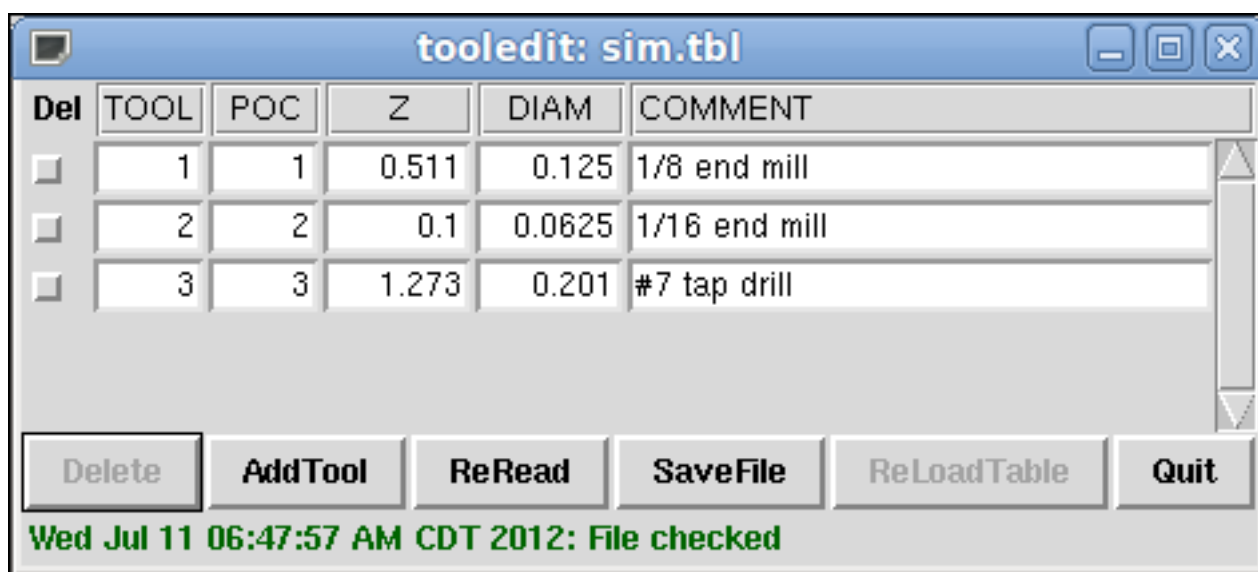 tooledit: sim.tbl
Del TOOL POC Z DIAM COMMENT
1 1 0.511 0.125 1/8 end mill
2 2 0.1 0.0625 1/16 end mill
3 3 1.273 0.201 #7 tap drill
Delete AddTool ReRead SaveFile ReLoadTable Quit
Wed Jul 11 06:47:57 AM CDT 2012: File checked